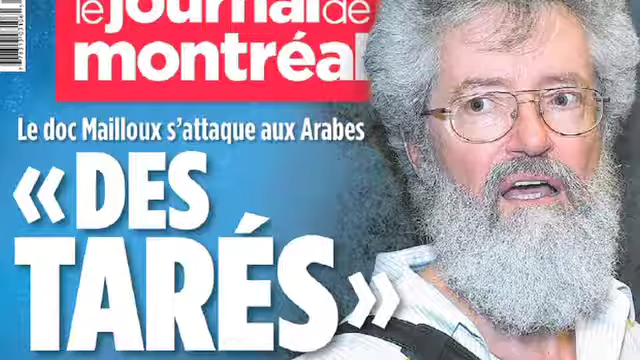 le journal de
montréal
Le doc Mailloux s'attaque aux Arabes
« DES
TARÉS »